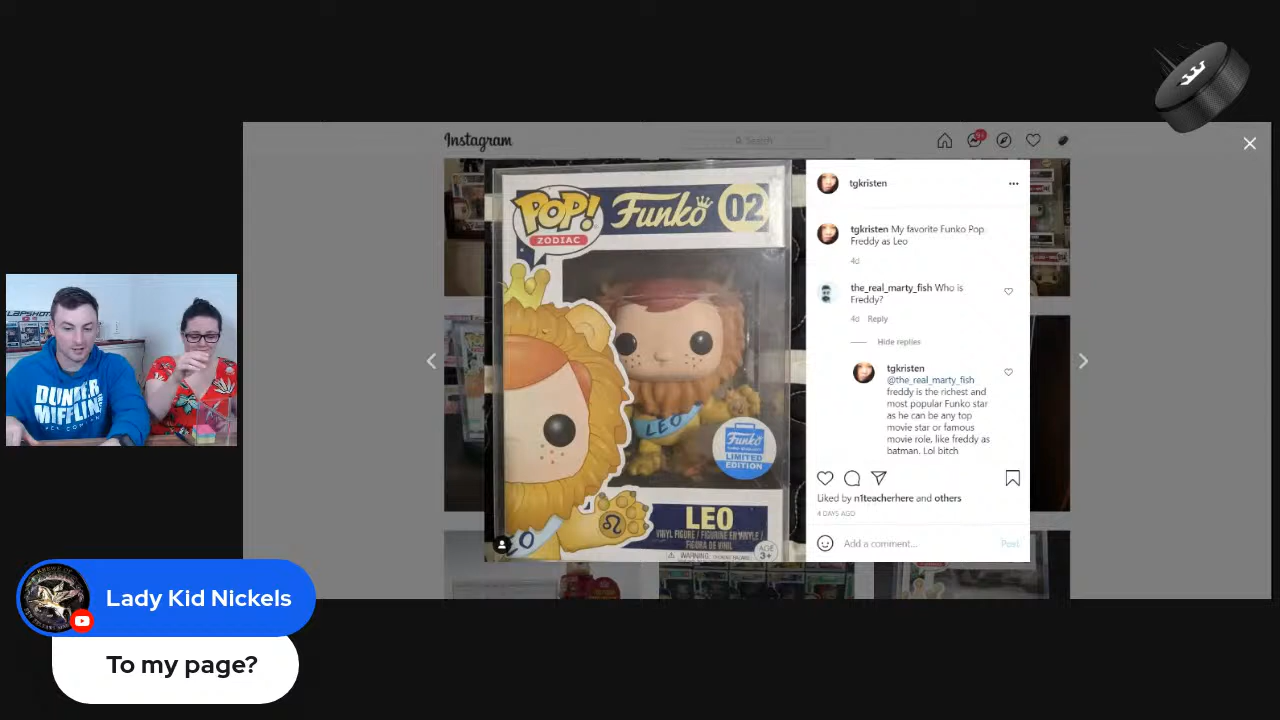 Instagram
Search
tgkristen
POP!
ZODIAC
Funko
02
LEO
Funko
LIMITED
EDITION
LEO
VINYL FIGURE / FIGURINE EN VINYLE /
FIGURA DE VINIL
AGE
3+
tgkristen My favorite Funko Pop.
Freddy as Leo
4d
the_real_marty_fish Who is
Freddy?
4d Reply
Hide replies
tgkristen
@the_real_marty_fish
freddy is the richest and
most popular Funko star
as he can be any top
movie star or famous
movie role, like freddy as
batman. Lol bitch
Liked by n1teacherhere and others
4 DAYS AGO
Add a comment...
Post
DUNDER
MIFFLIN
Lady Kid Nickels
To my page?